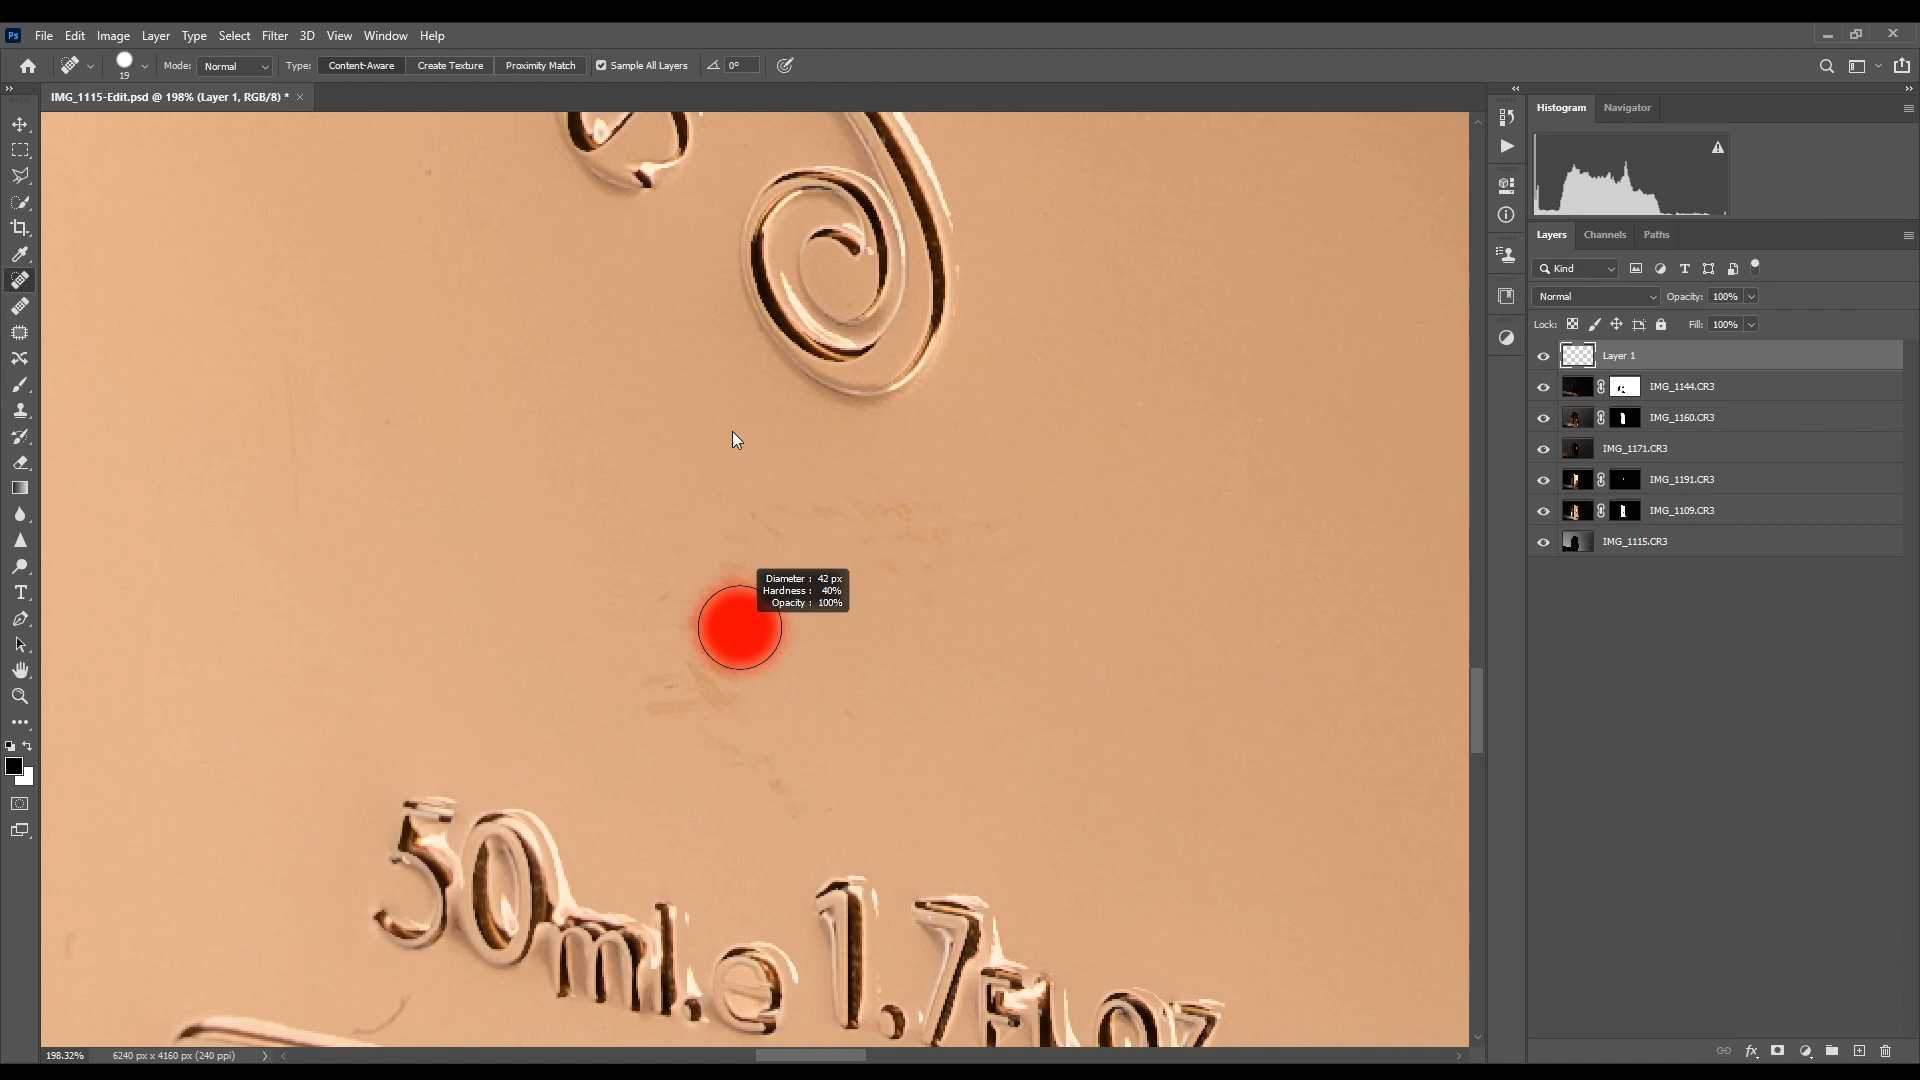 Ps File Edit Image Layer Type Select Filter 3D View Window Help
19 Mode: Normal Type: Content-Aware Create Texture Proximity Match Sample All Layers 0°
IMG_1115-Edit.psd @ 198% (Layer 1, RGB/8) * ×
Histogram Navigator
Layers Channels Paths
Kind
Normal Opacity: 100%
Lock: Fill: 100%
Layer 1
IMG_1144.CR3
IMG_1160.CR3
IMG_1171.CR3
IMG_1191.CR3
IMG_1109.CR3
IMG_1115.CR3
Diameter : 42 px
Hardness : 40%
Opacity : 100%
50ml.e 1.7Fl.Oz
198.32% 6240 px x 4160 px (240 ppi)
fx